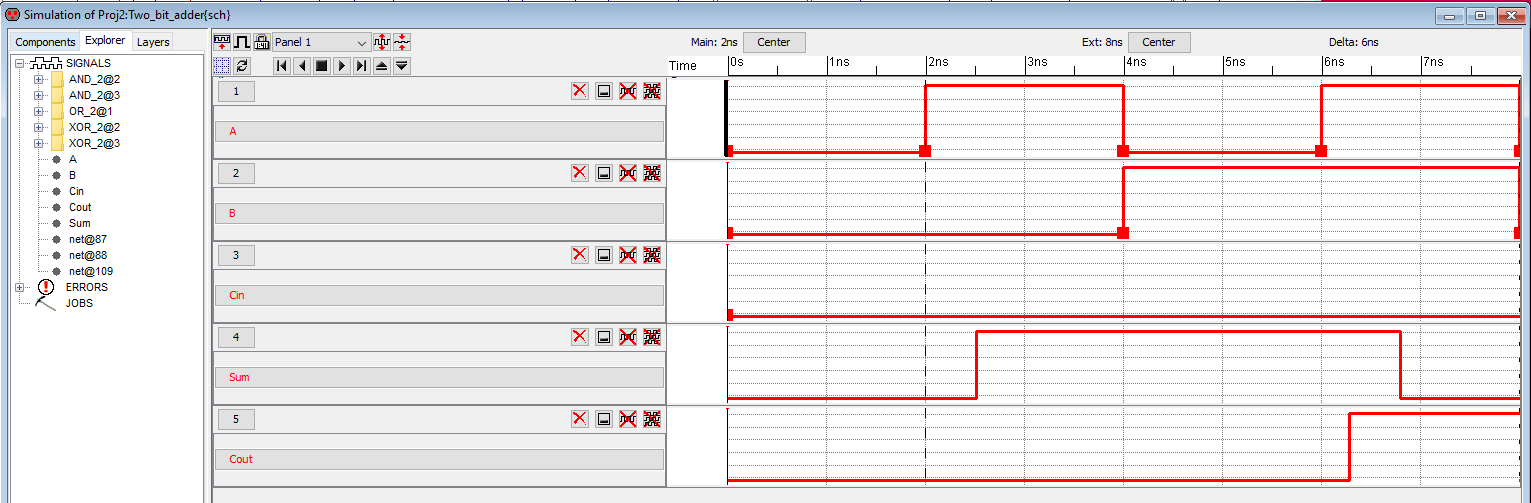 Simulation of Proj2:Two_bit_adder{sch}
Components Explorer Layers
SIGNALS
AND_2@2
AND_2@3
OR_2@1
XOR_2@2
XOR_2@3
A
B
Cin
Cout
Sum
net@87
net@88
net@109
ERRORS
JOBS
Panel 1
Main: 2ns Center Ext: 8ns Center Delta: 6ns
Time 0s 1ns 2ns 3ns 4ns 5ns 6ns 7ns
1
A
2
B
3
Cin
4
Sum
5
Cout